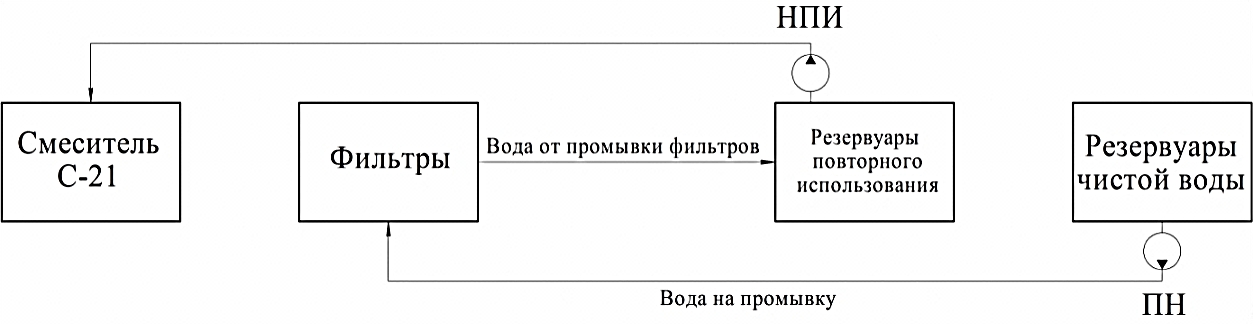 НПИ
Смеситель
С-21
Фильтры
Вода от промывки фильтров
Резервуары
повторного
использования
Резервуары
чистой воды
Вода на промывку
ПН